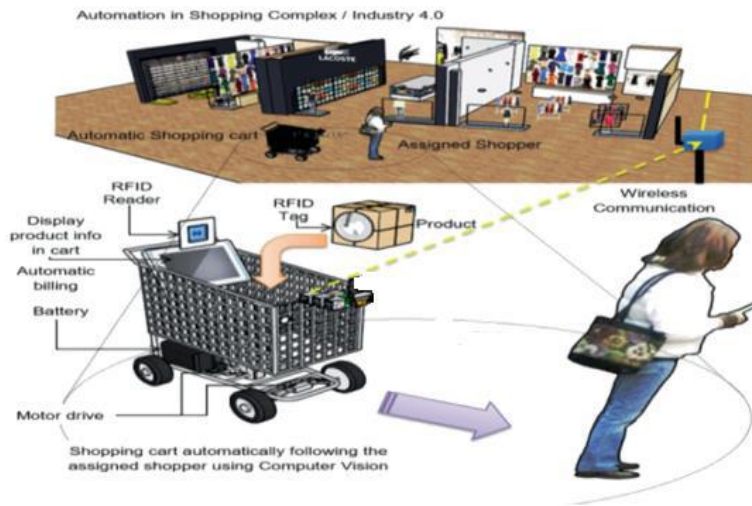 Automation in Shopping Complex / Industry 4.0
LACOSTE
Automatic Shopping cart
Assigned Shopper
RFID
Reader
RFID
Tag
Product
Wireless
Communication
Display
product info
in cart
Automatic
billing
Battery
Motor drive
Shopping cart automatically following the
assigned shopper using Computer Vision